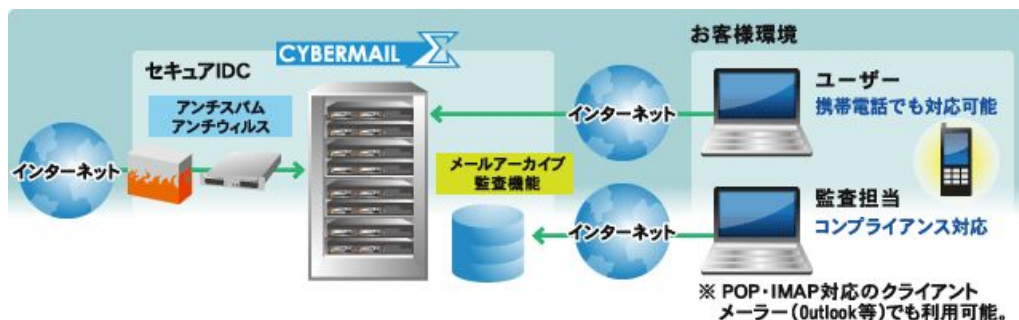 お客様環境
CYBERMAIL Σ
セキュアIDC
アンチスパム
アンチウィルス
インターネット
インターネット
ユーザー
携帯電話でも対応可能
メールアーカイブ
監査機能
インターネット
監査担当
コンプライアンス対応
※ POP・IMAP対応のクライアント
メーラー(Outlook等)でも利用可能。